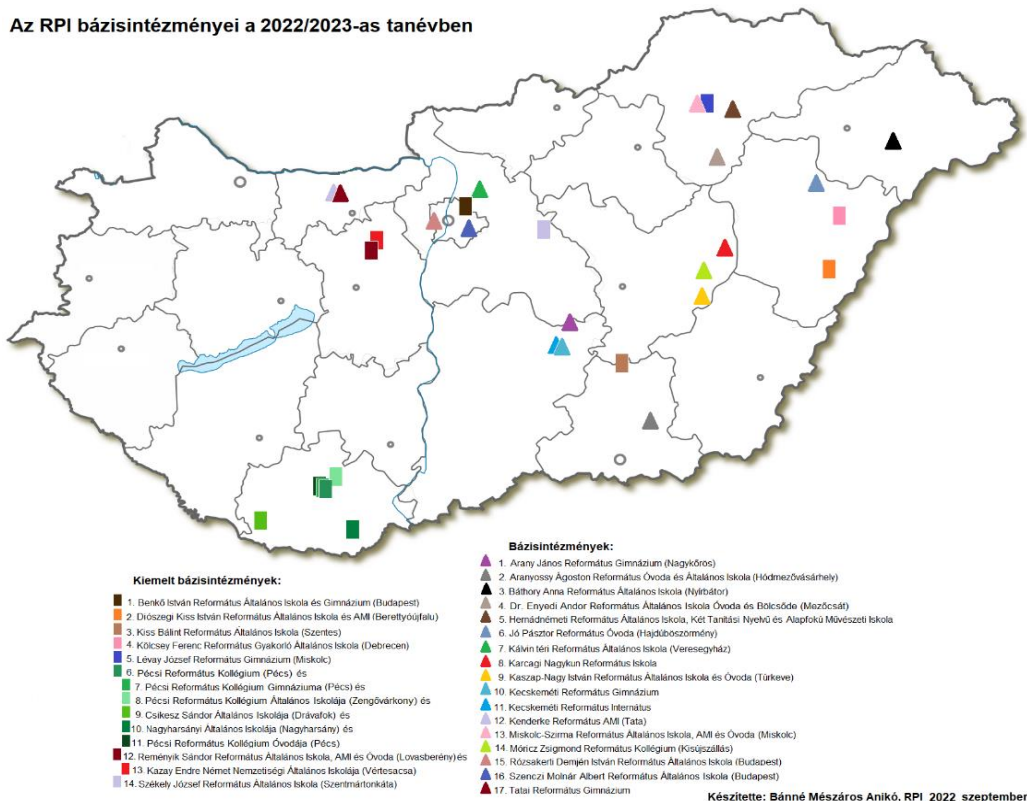 Az RPI bázisintézményei a 2022/2023-as tanévben
Kiemelt bázisintézmények:
1. Benkő István Református Általános Iskola és Gimnázium (Budapest)
2. Diószegi Kiss István Református Általános Iskola és AMI (Berettyóújfalu)
3. Kiss Bálint Református Általános Iskola (Szentes)
4. Kölcsey Ferenc Református Gyakorló Általános Iskola (Debrecen)
5. Lévay József Református Gimnázium (Miskolc)
6. Pécsi Református Kollégium (Pécs) és
7. Pécsi Református Kollégium Gimnáziuma (Pécs) és
8. Pécsi Református Kollégium Általános Iskolája (Zengővárkony) és
9. Csikesz Sándor Általános Iskolája (Drávafok) és
10. Nagyharsányi Általános Iskolája (Nagyharsány) és
11. Pécsi Református Kollégium Óvodája (Pécs)
12. Reményik Sándor Református Általános Iskola, AMI és Óvoda (Lovasberény) és
13. Kazay Endre Német Nemzetiségi Általános Iskolája (Vértesacsa)
14. Székely József Református Általános Iskola (Szentmártonkáta)
Bázisintézmények:
1. Arany János Református Gimnázium (Nagykőros)
2. Aranyossy Ágoston Református Óvoda és Általános Iskola (Hódmezővásárhely)
3. Báthory Anna Református Általános Iskola (Nyírbátor)
4. Dr. Enyedi Andor Református Általános Iskola Óvoda és Bölcsőde (Mezőcsát)
5. Hernádnémeti Református Általános Iskola, Két Tanítási Nyelvű és Alapfokú Művészeti Iskola
6. Jó Pásztor Református Óvoda (Hajdúböszörmény)
7. Kálvin téri Református Általános Iskola (Veresegyház)
8. Karcagi Nagykun Református Iskola
9. Kaszap-Nagy István Református Általános Iskola és Óvoda (Túrkeve)
10. Kecskeméti Református Gimnázium
11. Kecskeméti Református Internátus
12. Kenderke Református AMI (Tata)
13. Miskolc-Szirma Református Általános Iskola, AMI és Óvoda (Miskolc)
14. Móricz Zsigmond Református Kollégium (Kisújszállás)
15. Rózsakerti Demjén István Református Általános Iskola (Budapest)
16. Szenczi Molnár Albert Református Általános Iskola (Budapest)
17. Tatai Református Gimnázium
Készítette: Bánné Mészáros Anikó, RPI 2022 szeptember